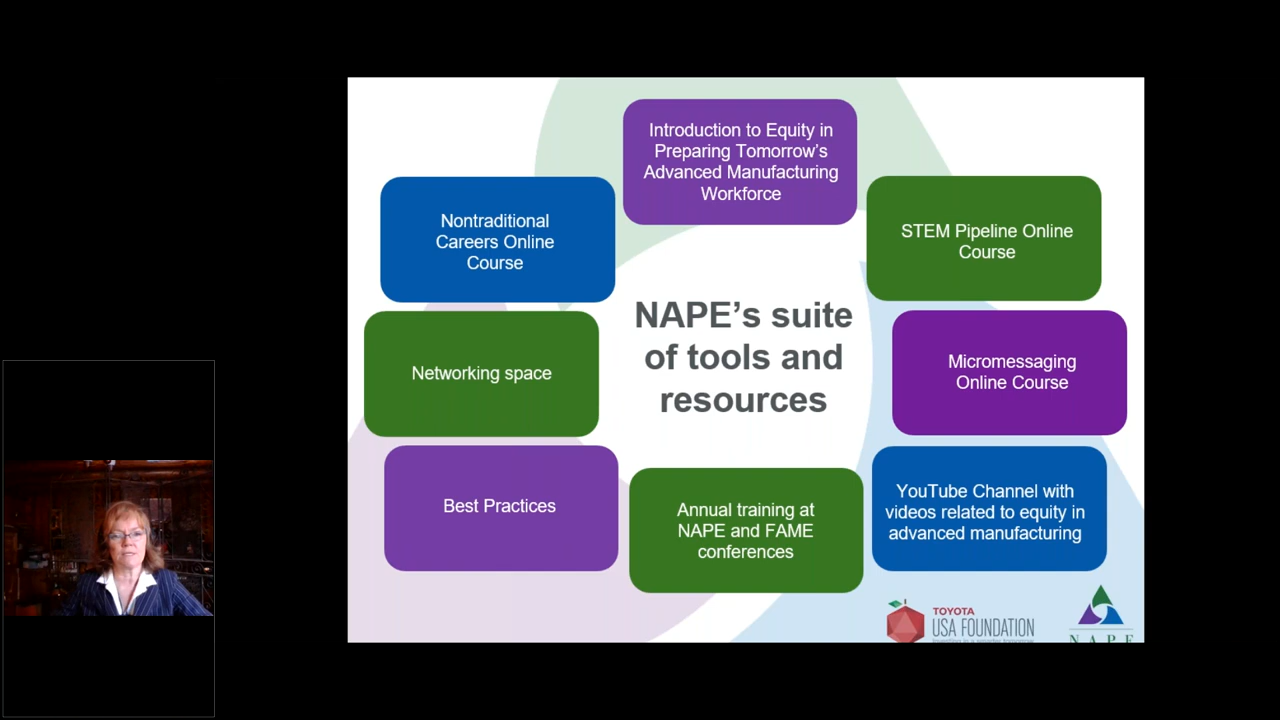 Introduction to Equity in
Preparing Tomorrow's
Advanced Manufacturing
Workforce
Nontraditional
Careers Online
Course
STEM Pipeline Online
Course
NAPE's suite
of tools and
resources
Networking space
Micromessaging
Online Course
Best Practices
Annual training at
NAPE and FAME
conferences
YouTube Channel with
videos related to equity in
advanced manufacturing
TOYOTA
USA FOUNDATION
NAPE